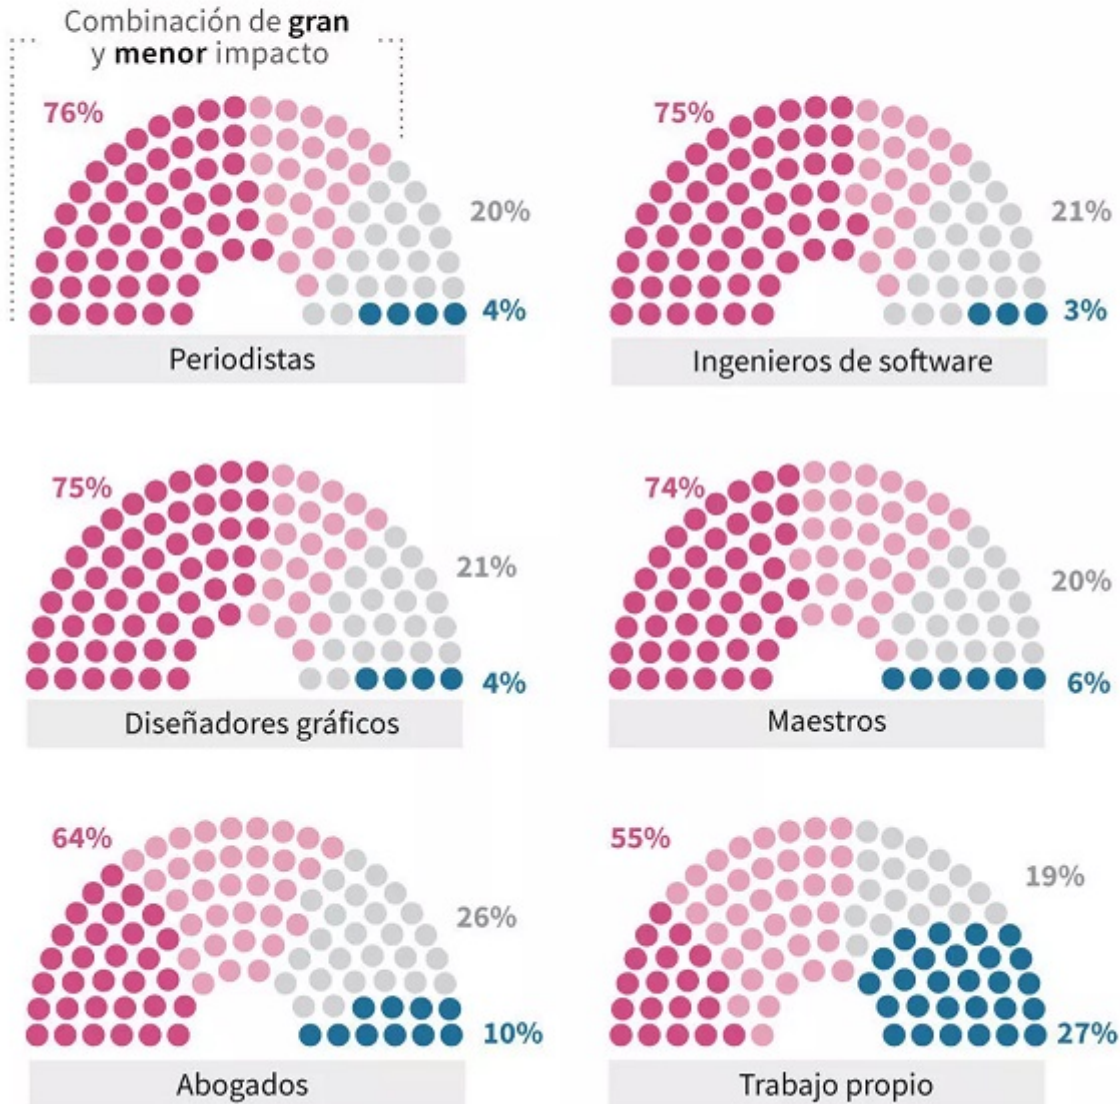 Combinación de gran
y menor impacto
76%
20%
4%
Periodistas
75%
21%
3%
Ingenieros de software
75%
21%
4%
Diseñadores gráficos
74%
20%
6%
Maestros
64%
26%
10%
Abogados
55%
19%
27%
Trabajo propio